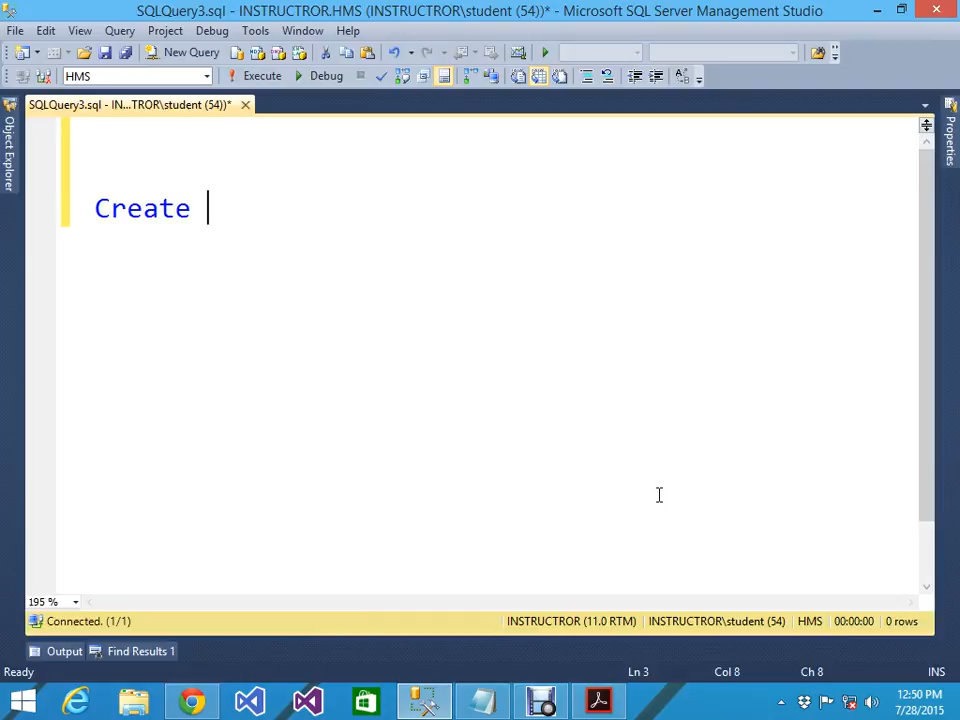 SQLQuery3.sql - INSTRUCTROR.HMS (INSTRUCTROR\student (54))* - Microsoft SQL Server Management Studio
File Edit View Query Project Debug Tools Window Help
New Query
HMS Execute Debug
SQLQuery3.sql - IN...TROR\student (54))*
Object Explorer
Properties
Create
195 %
Connected. (1/1) INSTRUCTROR (11.0 RTM) INSTRUCTROR\student (54) HMS 00:00:00 0 rows
Output Find Results 1
Ready Ln 3 Col 8 Ch 8 INS
12:50 PM
7/28/2015